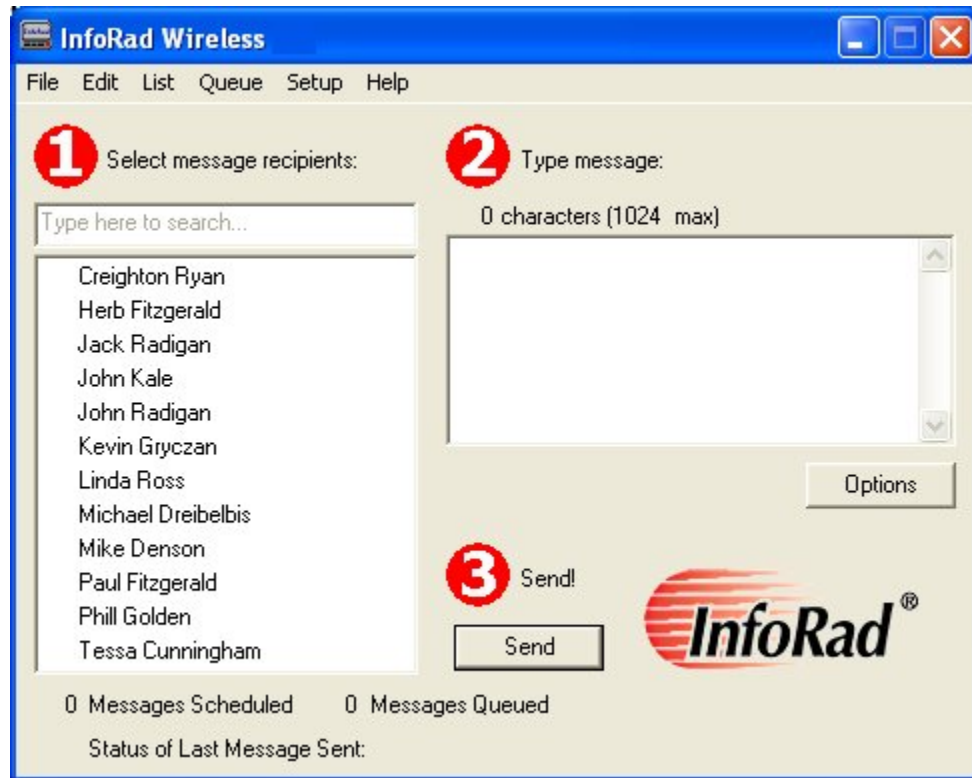 InfoRad Wireless
File Edit List Queue Setup Help
1 Select message recipients:
Type here to search...
Creighton Ryan
Herb Fitzgerald
Jack Radigan
John Kale
John Radigan
Kevin Gryczan
Linda Ross
Michael Dreibelbis
Mike Denson
Paul Fitzgerald
Phill Golden
Tessa Cunningham
2 Type message:
0 characters (1024 max)
Options
3 Send!
Send
InfoRad ®
0 Messages Scheduled 0 Messages Queued
Status of Last Message Sent: